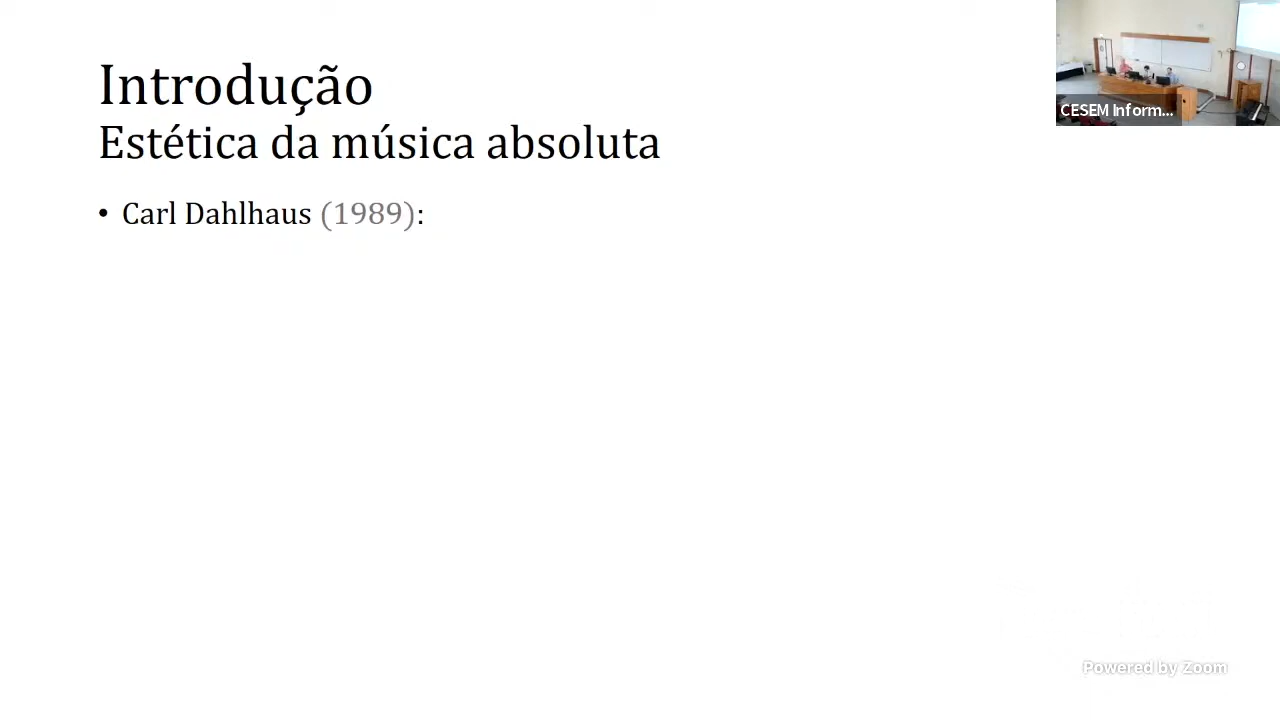 Introdução
Estética da música absoluta
• Carl Dahlhaus (1989):
CESEM Inform...
Powered by Zoom